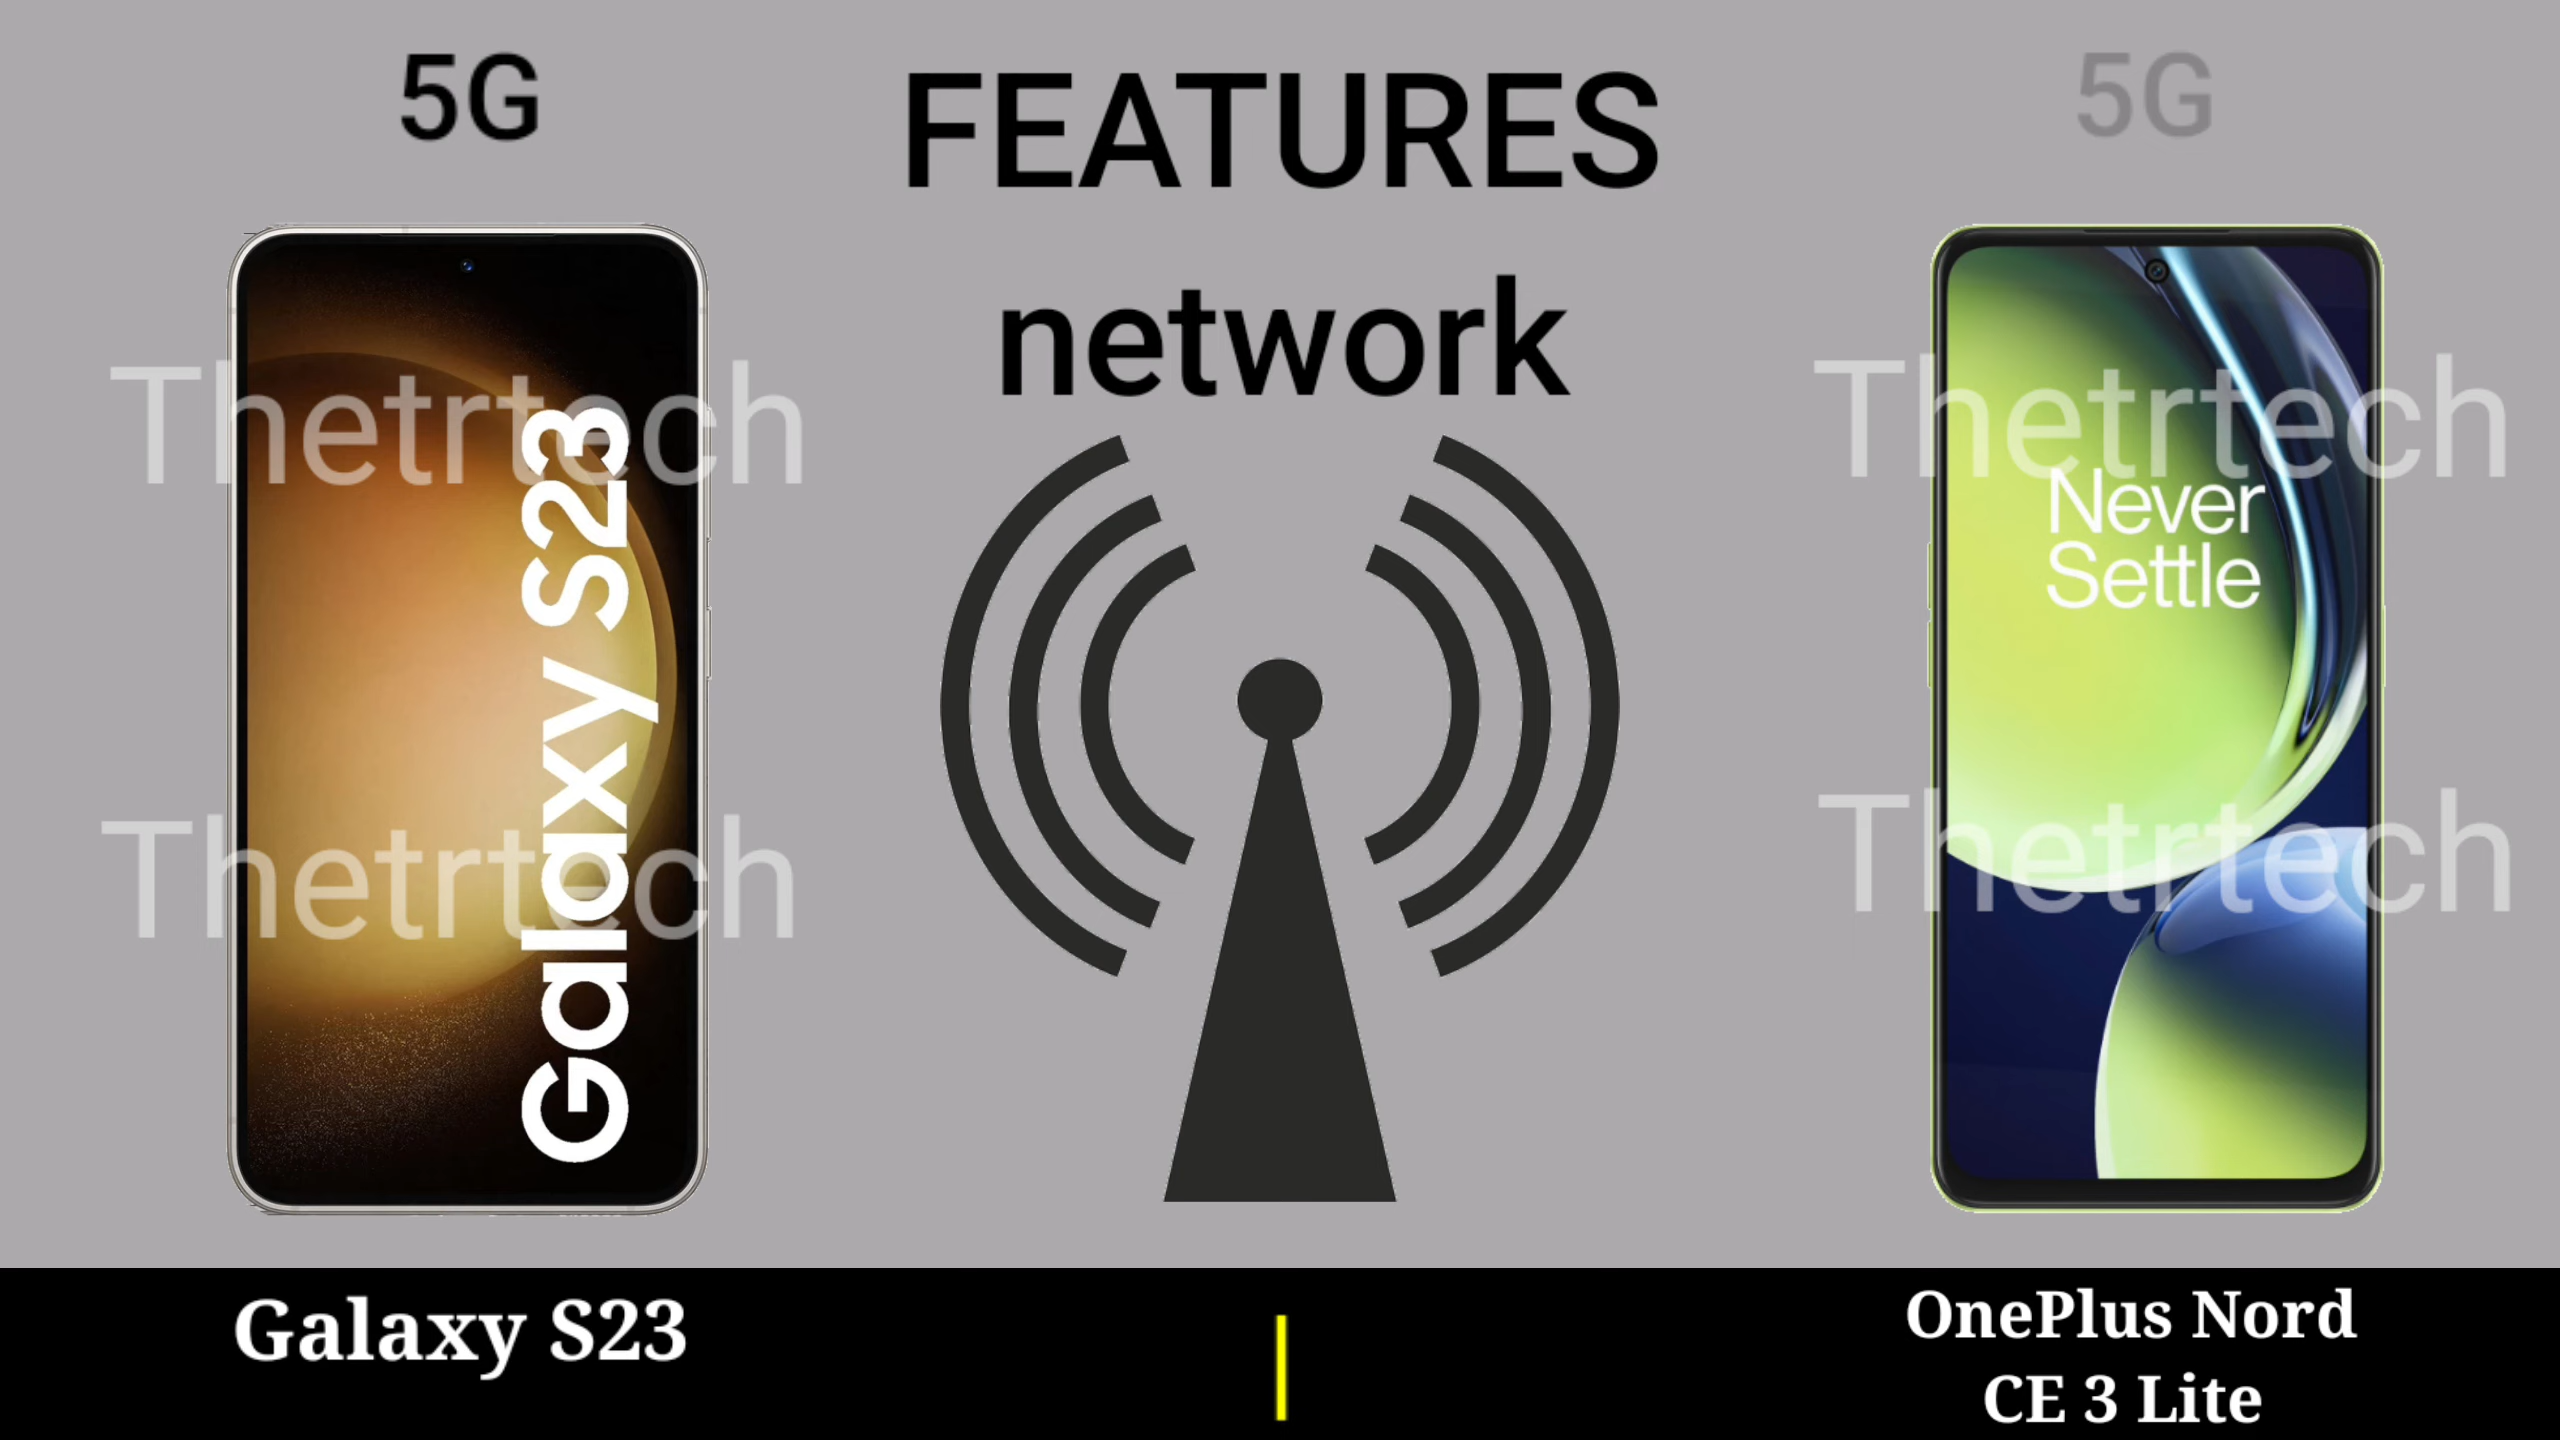 5G
FEATURES
5G
network
Thetrtech
Thetrtech
Galaxy S23
Never
Settle
Thetrtech
Thetrtech
Galaxy S23
OnePlus Nord
CE 3 Lite